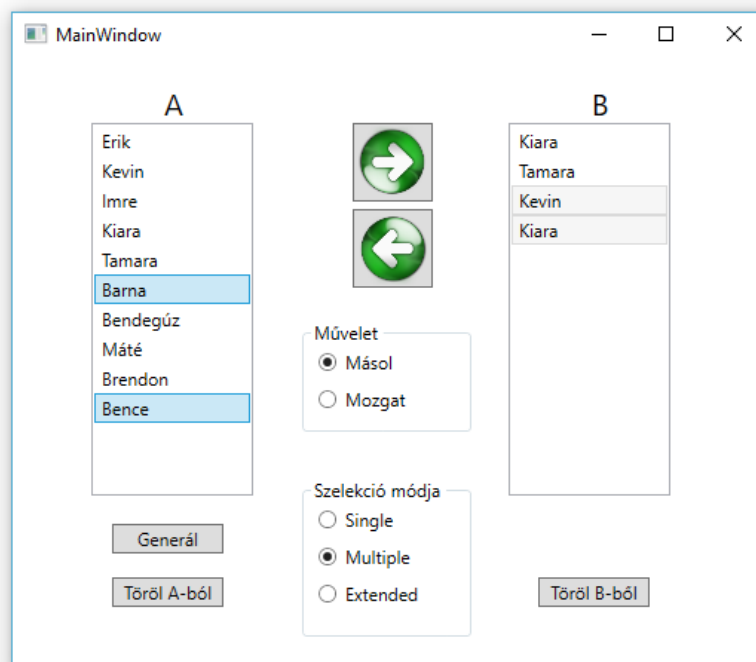 MainWindow
A
Erik
Kevin
Imre
Kiara
Tamara
Barna
Bendegúz
Máté
Brendon
Bence
Generál
Töröl A-ból
Művelet
Másol
Mozgat
Szelekció módja
Single
Multiple
Extended
B
Kiara
Tamara
Kevin
Kiara
Töröl B-ből